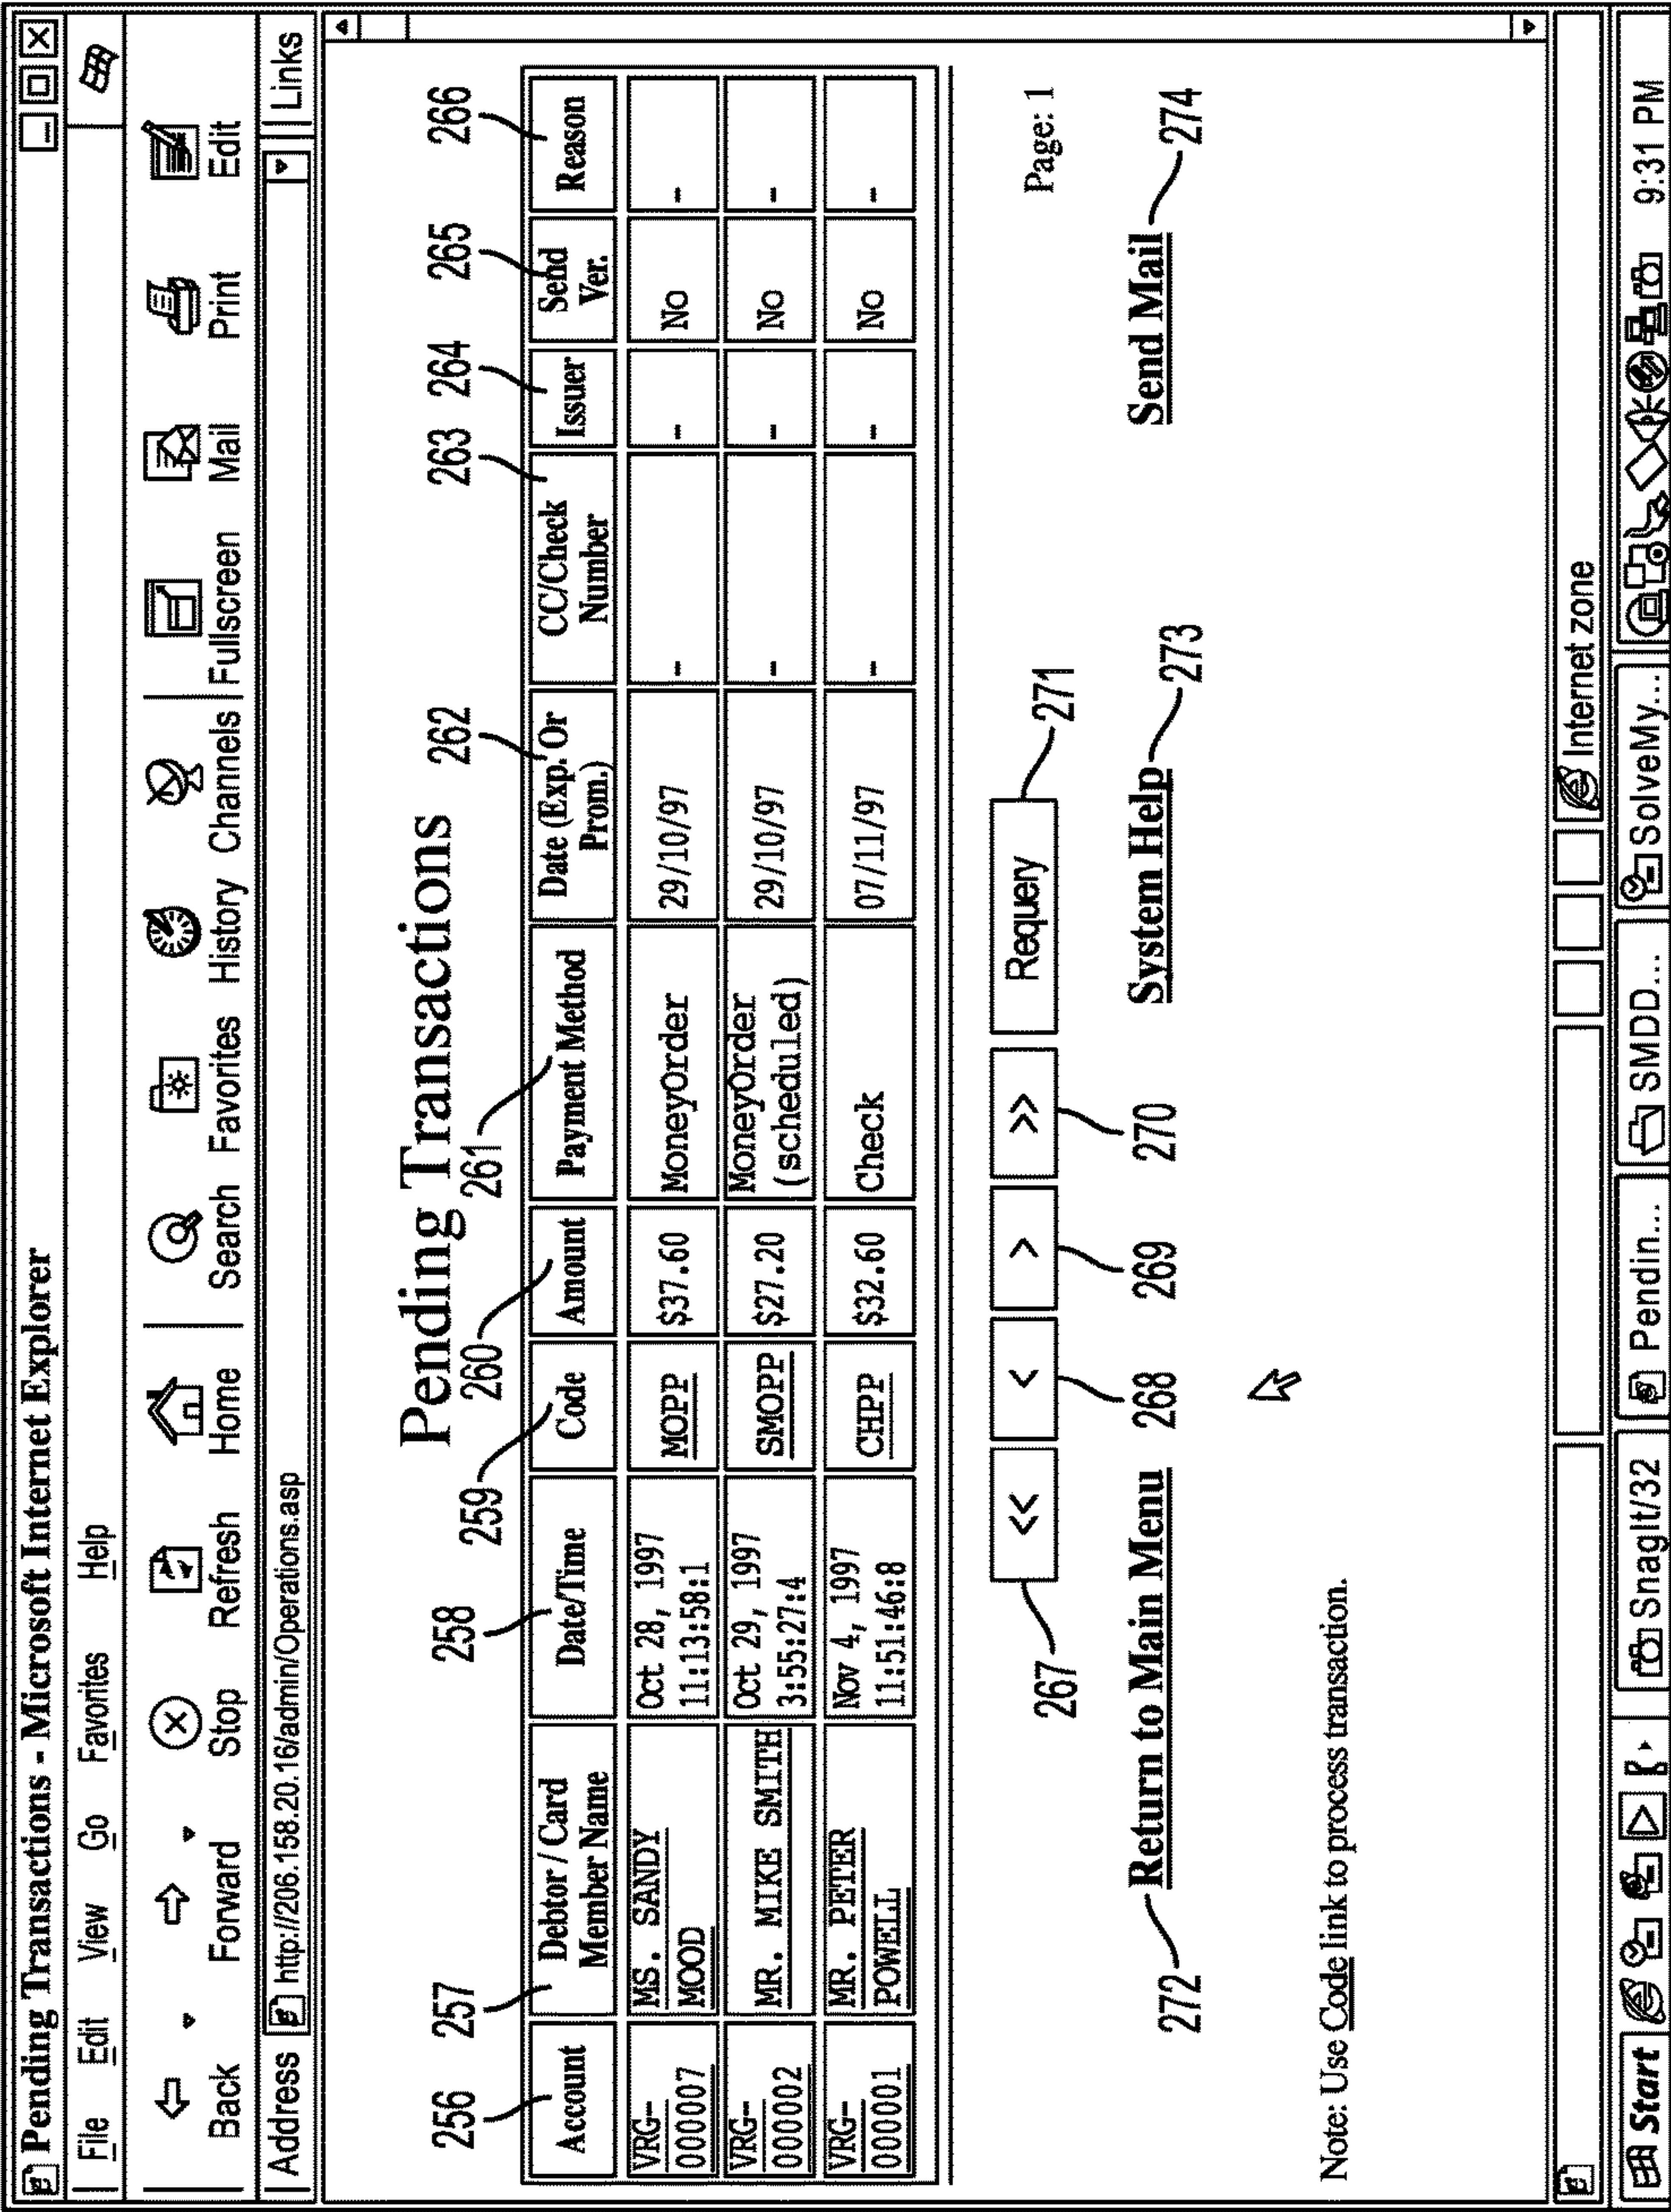 Pending Transactions - Microsoft Internet Explorer
File Edit View Go Favorites Help
Back Forward Stop Refresh Home Search Favorites History Channels Fullscreen Mail Print Edit
Address http://206.158.20.16/admin/Operations.asp Links
Pending Transactions
256 257 258 259 260 261 262 263 264 265 266
Account Debtor / Card Member Name Date/Time Code Amount Payment Method Date (Exp. Or Prom.) CC/Check Number Issuer Send Ver. Reason
VRG-000007 MS. SANDY MOOD Oct 28, 1997 11:13:58:1 MOPP $37.60 MoneyOrder 29/10/97 - - No -
VRG-000002 MR. MIKE SMITH Oct 29, 1997 3:55:27:4 SMOPP $27.20 MoneyOrder (scheduled) 29/10/97 - - No -
VRG-000001 MR. PETER POWELL Nov 4, 1997 11:51:46:8 CHPP $32.60 Check 07/11/97 - - No -
<< < > >> Requery Page: 1
267 268 269 270 271
272 Return to Main Menu System Help 273 Send Mail 274
Note: Use Code link to process transaction.
Internet zone
Start SnagIt/32 Pendin... SMDD... SolveMy... 9:31 PM